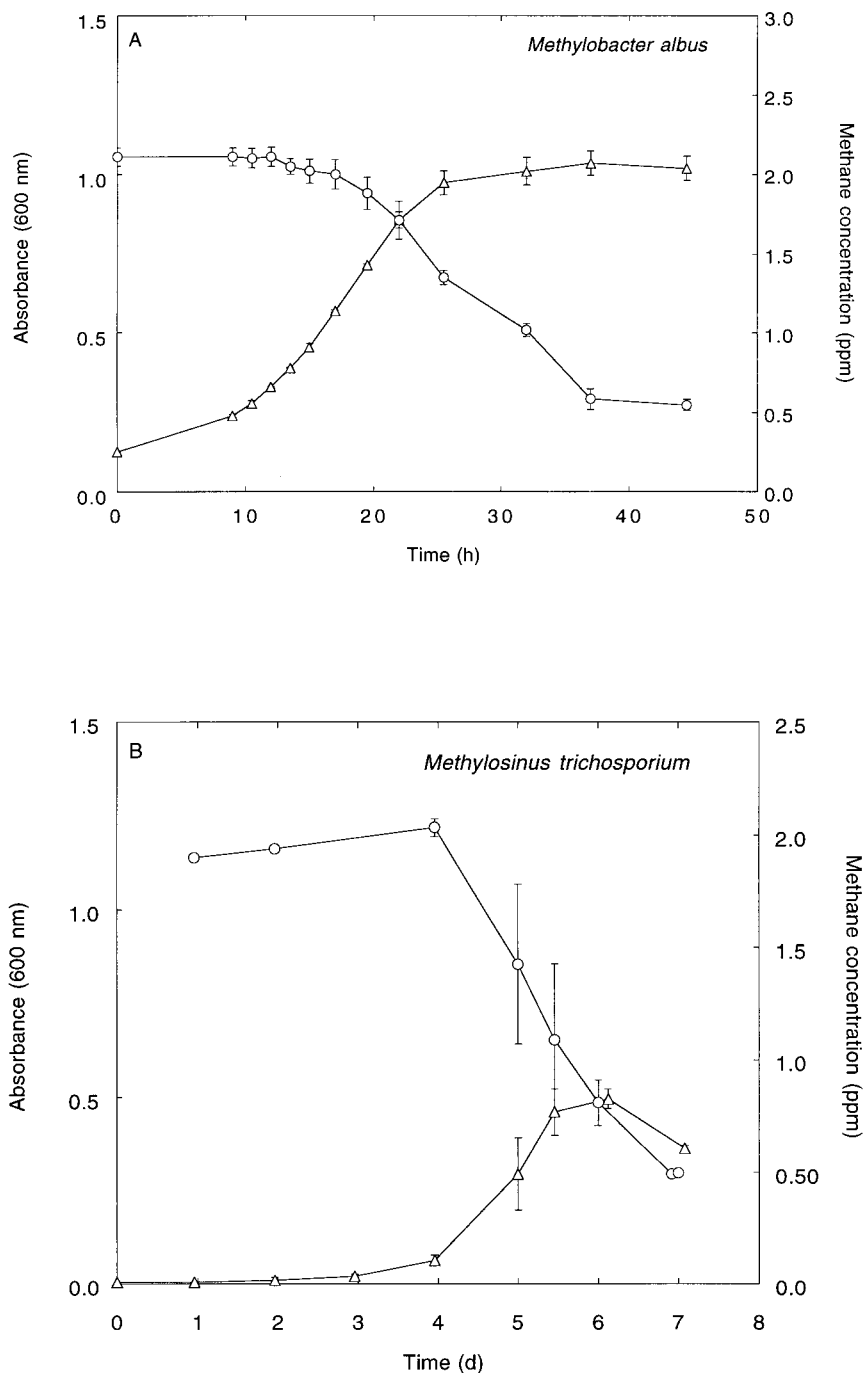 A
Methylobacter albus
1.5
1.0
0.5
0.0
Absorbance (600 nm)
3.0
2.5
2.0
1.5
1.0
0.5
0.0
Methane concentration (ppm)
0 10 20 30 40 50
Time (h)
B
Methylosinus trichosporium
1.5
1.0
0.5
0.0
Absorbance (600 nm)
2.5
2.0
1.5
1.0
0.50
0.0
Methane concentration (ppm)
0 1 2 3 4 5 6 7 8
Time (d)